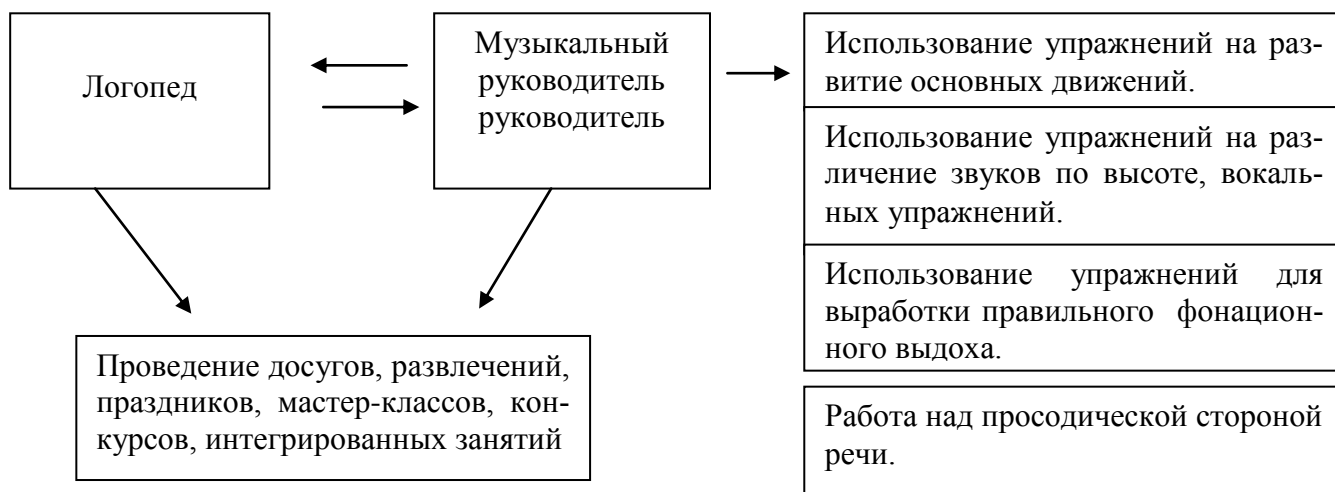 Логопед
Музыкальный
руководитель
руководитель
Использование упражнений на раз-
витие основных движений.
Использование упражнений на раз-
личение звуков по высоте, вокаль-
ных упражнений.
Использование упражнений для
выработки правильного фонацион-
ного выдоха.
Работа над просодической стороной
речи.
Проведение досугов, развлечений,
праздников, мастер-классов, кон-
курсов, интегрированных занятий